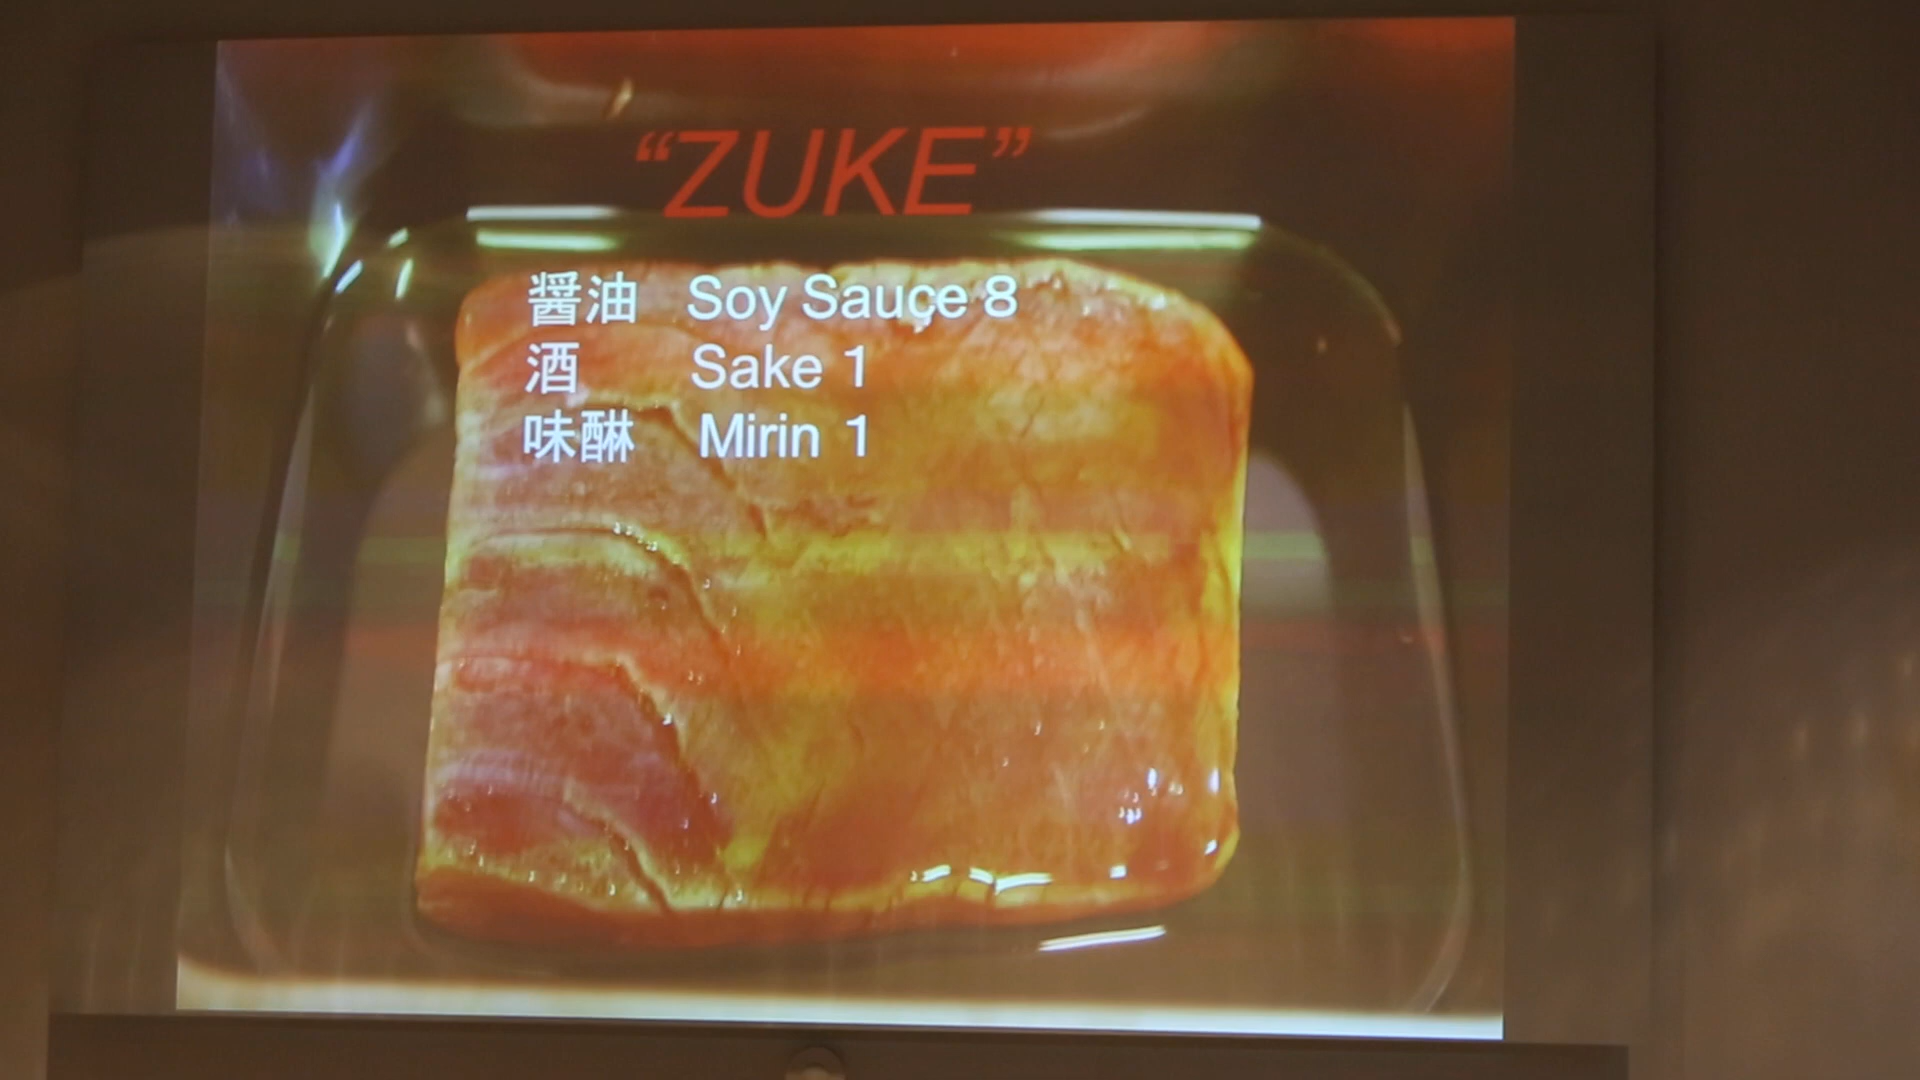 “ZUKE”
醤油 Soy Sauce 8
酒 Sake 1
味醂 Mirin 1